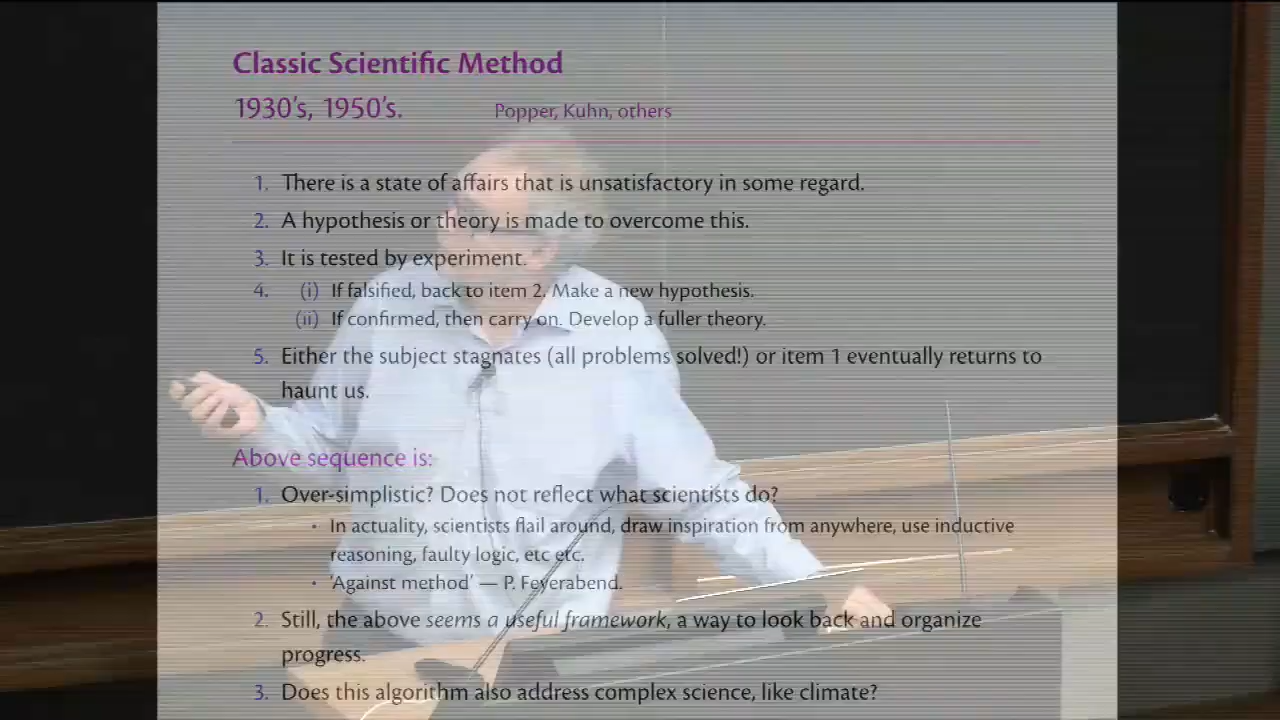 Classic Scientific Method
1930's, 1950's. Popper, Kuhn, others
1. There is a state of affairs that is unsatisfactory in some regard.
2. A hypothesis or theory is made to overcome this.
3. It is tested by experiment.
4. (i) If falsified, back to item 2. Make a new hypothesis.
(ii) If confirmed, then carry on. Develop a fuller theory.
5. Either the subject stagnates (all problems solved!) or item 1 eventually returns to
haunt us.
Above sequence is:
1. Over-simplistic? Does not reflect what scientists do?
• In actuality, scientists flail around, draw inspiration from anywhere, use inductive
reasoning, faulty logic, etc etc.
• 'Against method' — P. Feyerabend.
2. Still, the above seems a useful framework, a way to look back and organize
progress.
3. Does this algorithm also address complex science, like climate?